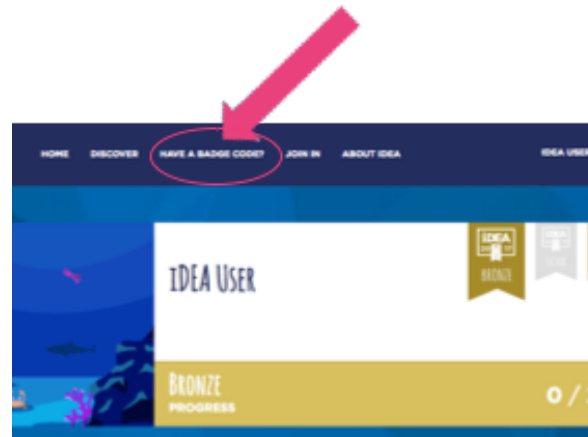 HOME DISCOVER HAVE A BADGE CODE? JOIN IN ABOUT IDEA IDEA USER
iDEA
BRONZE
iDEA User
Bronze
PROGRESS
0 /